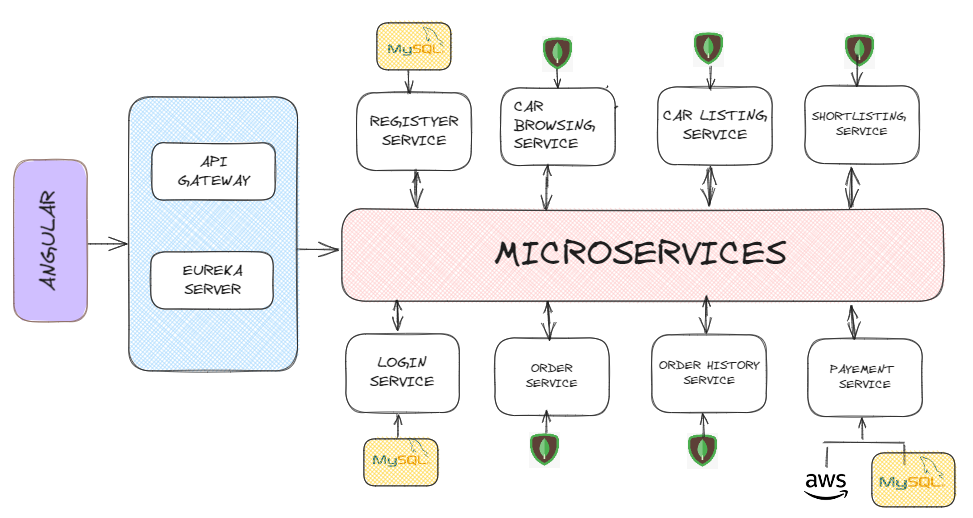 MySQL
REGISTYER
SERVICE
CAR
BROWSING
SERVICE
CAR LISTING
SERVICE
SHORTLISTING
SERVICE
API
GATEWAY
ANGULAR
EUREKA
SERVER
MICROSERVICES
LOGIN
SERVICE
ORDER
SERVICE
ORDER HISTORY
SERVICE
PAYEMENT
SERVICE
MySQL
aws
MySQL